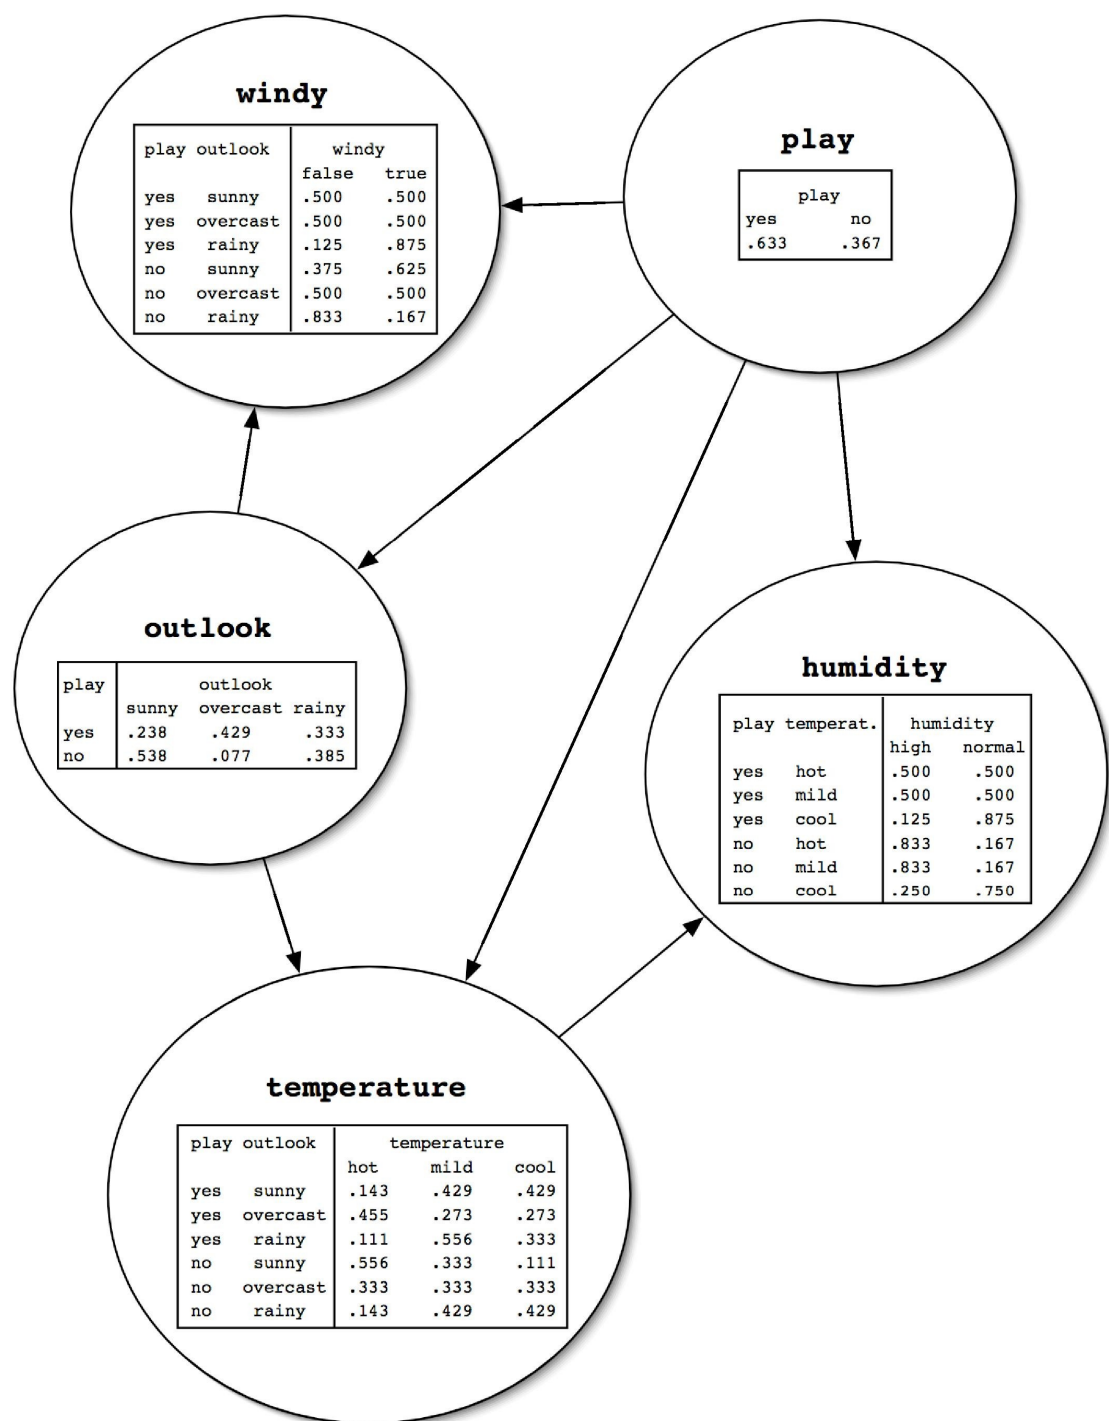 windy
play outlook windy
false true
yes sunny .500 .500
yes overcast .500 .500
yes rainy .125 .875
no sunny .375 .625
no overcast .500 .500
no rainy .833 .167
play
play
yes no
.633 .367
outlook
play outlook
sunny overcast rainy
yes .238 .429 .333
no .538 .077 .385
humidity
play temperat. humidity
high normal
yes hot .500 .500
yes mild .500 .500
yes cool .125 .875
no hot .833 .167
no mild .833 .167
no cool .250 .750
temperature
play outlook temperature
hot mild cool
yes sunny .143 .429 .429
yes overcast .455 .273 .273
yes rainy .111 .556 .333
no sunny .556 .333 .111
no overcast .333 .333 .333
no rainy .143 .429 .429